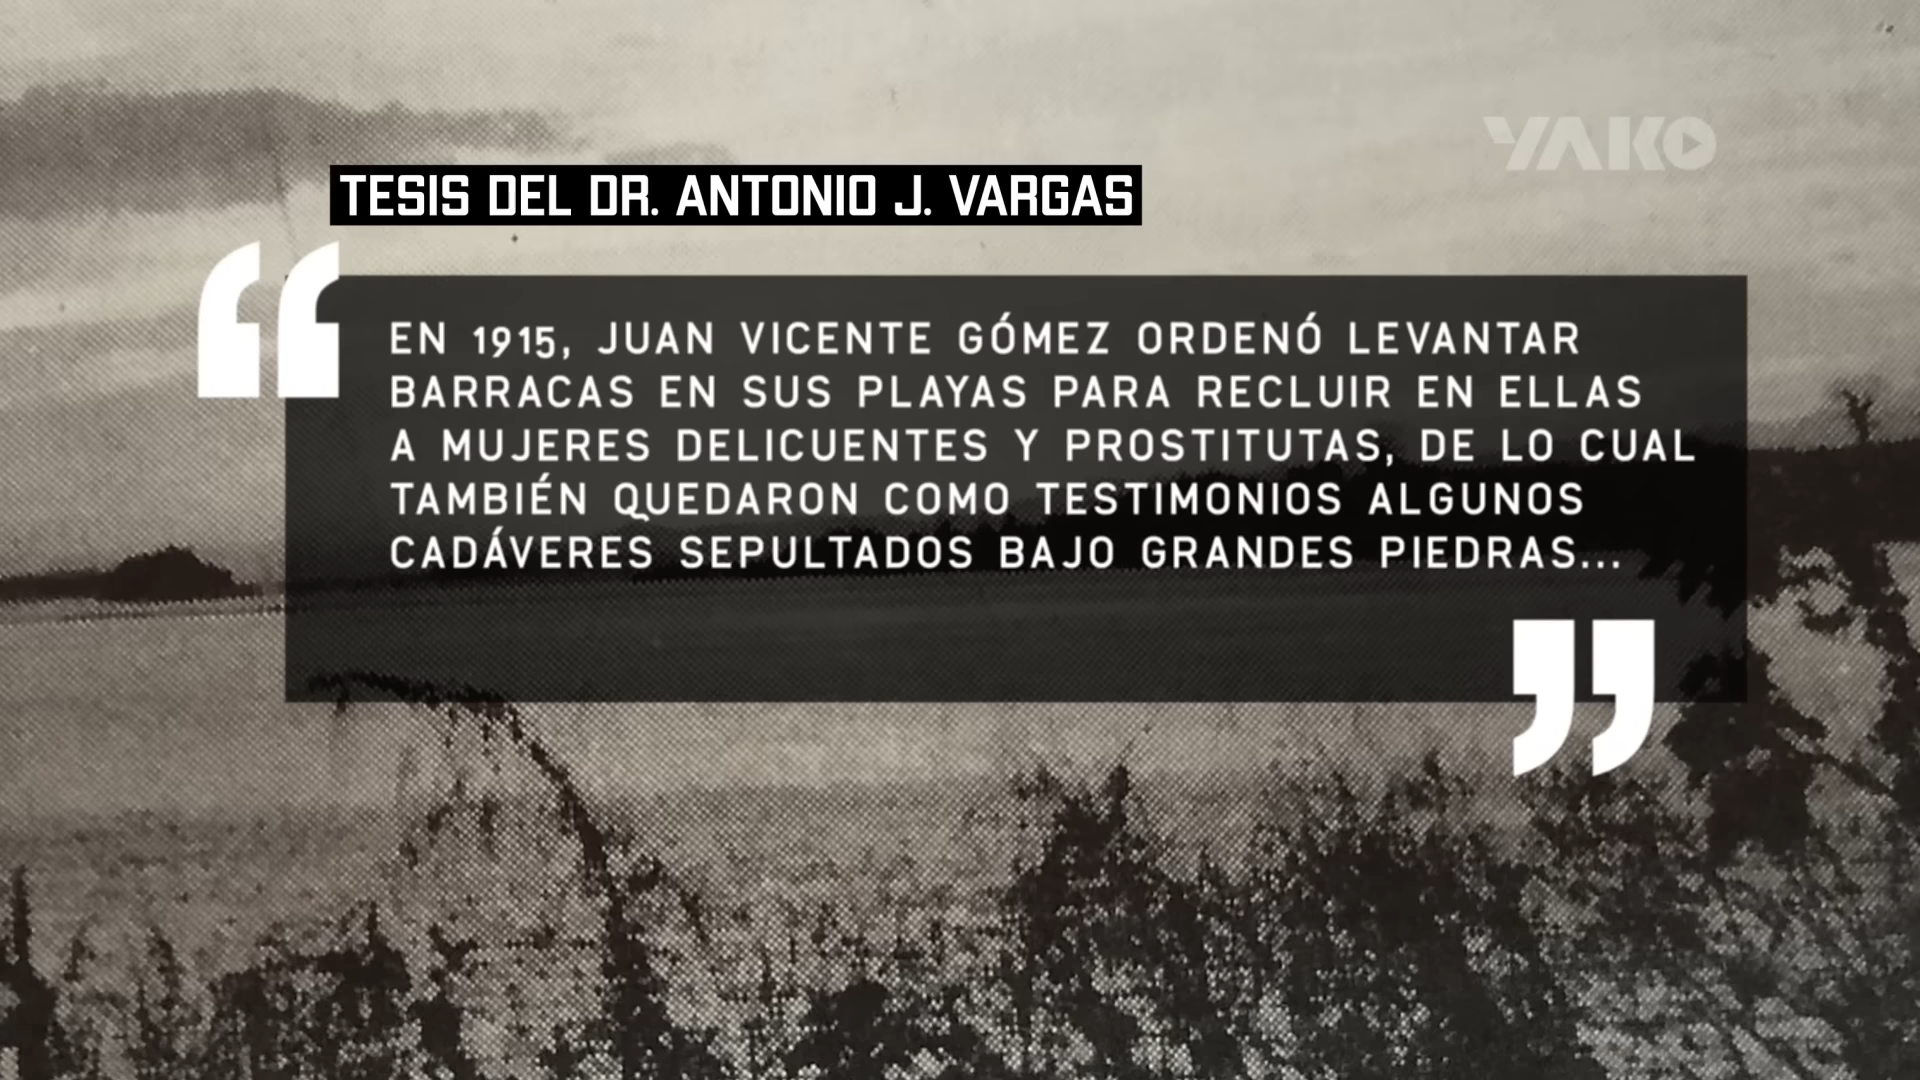 YAKO
TESIS DEL DR. ANTONIO J. VARGAS
EN 1915, JUAN VICENTE GÓMEZ ORDENÓ LEVANTAR
BARRACAS EN SUS PLAYAS PARA RECLUIR EN ELLAS
A MUJERES DELICUENTES Y PROSTITUTAS, DE LO CUAL
TAMBIÉN QUEDARON COMO TESTIMONIOS ALGUNOS
CADÁVERES SEPULTADOS BAJO GRANDES PIEDRAS...